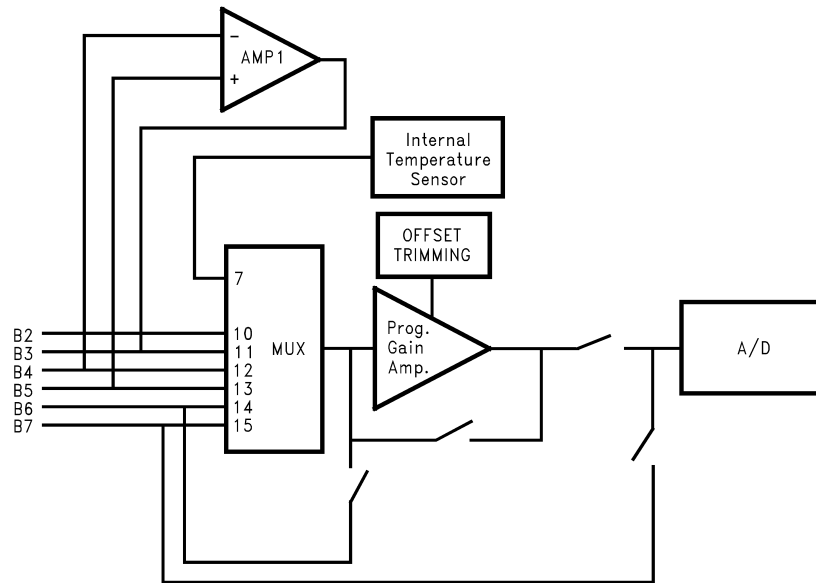 −
AMP1
+
Internal
Temperature
Sensor
OFFSET
TRIMMING
7
B2
B3
B4
B5
B6
B7
10
11
12
13
14
15
MUX
Prog.
Gain
Amp.
A/D